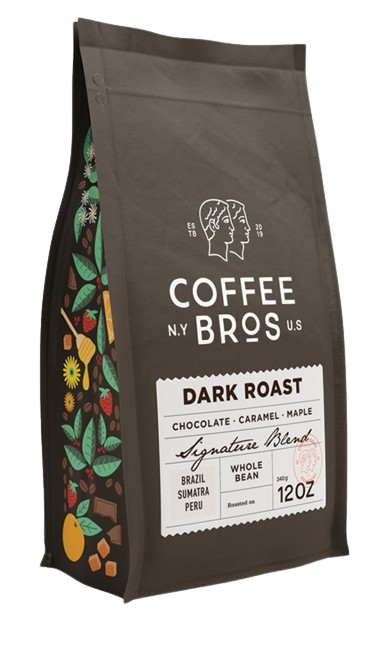 ES
TB
20
19
COFFEE
N.Y BROS U.S
DARK ROAST
CHOCOLATE · CARAMEL · MAPLE
Signature Blend
BRAZIL
SUMATRA
PERU
WHOLE
BEAN
Roasted on
340g
12OZ